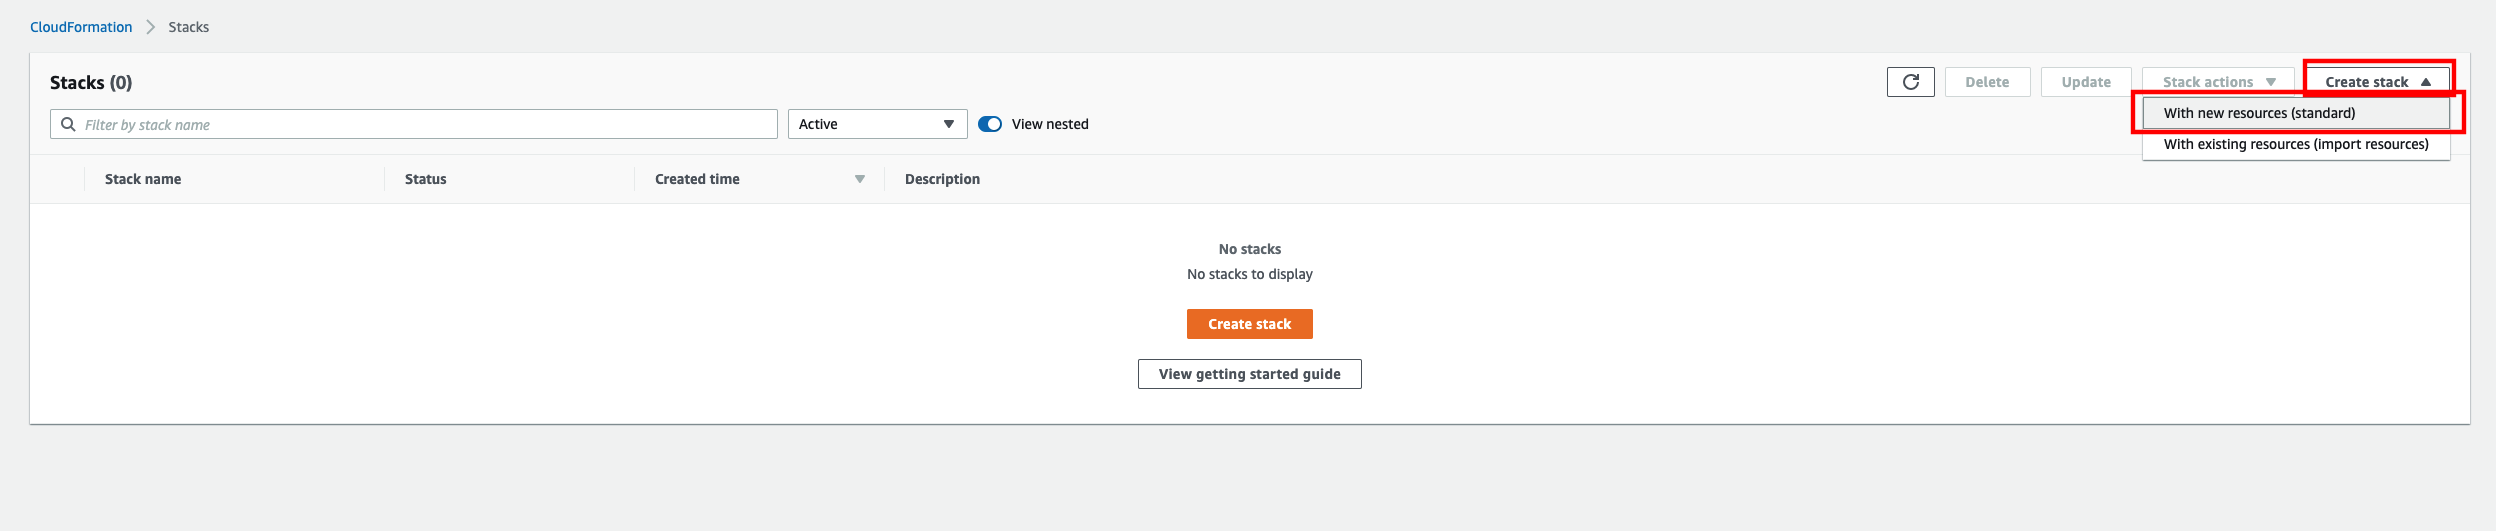 CloudFormation
Stacks
Stacks (0)
Delete
Update
Stack actions
Create stack
With new resources (standard)
With existing resources (import resources)
Filter by stack name
Active
View nested
Stack name
Status
Created time
Description
No stacks
No stacks to display
Create stack
View getting started guide